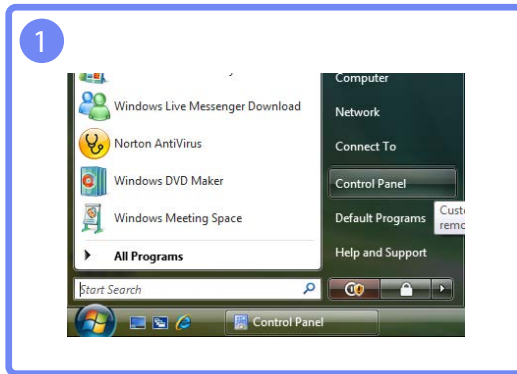 1
Computer
Windows Live Messenger Download
Network
Norton AntiVirus
Connect To
Windows DVD Maker
Control Panel
Windows Meeting Space
Default Programs
All Programs
Help and Support
Start Search
Control Panel